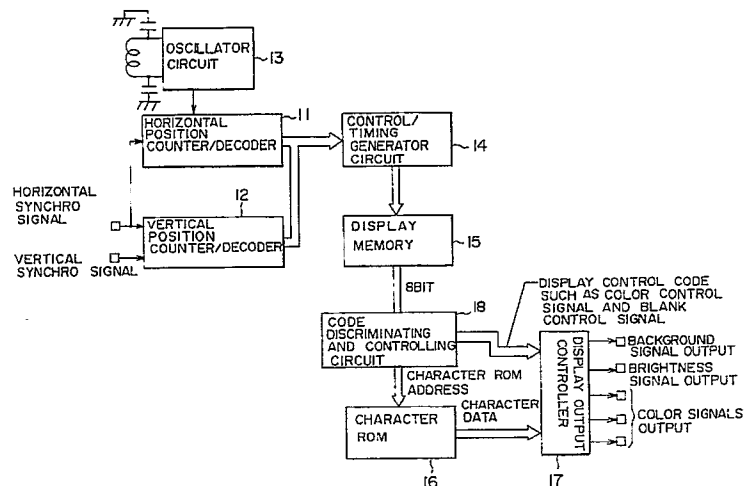 OSCILLATOR
CIRCUIT
13
11
HORIZONTAL
POSITION
COUNTER/DECODER
CONTROL/
TIMING
GENERATOR
CIRCUIT
14
HORIZONTAL
SYNCHRO
SIGNAL
12
VERTICAL
POSITION
COUNTER/DECODER
VERTICAL
SYNCHRO SIGNAL
DISPLAY
MEMORY
15
8BIT
18
CODE
DISCRIMINATING
AND CONTROLLING
CIRCUIT
DISPLAY CONTROL CODE
SUCH AS COLOR CONTROL
SIGNAL AND BLANK
CONTROL SIGNAL
CHARACTER ROM
ADDRESS
CHARACTER
ROM
16
CHARACTER
DATA
DISPLAY OUTPUT
CONTROLLER
17
BACKGROUND
SIGNAL OUTPUT
BRIGHTNESS
SIGNAL OUTPUT
COLOR SIGNALS
OUTPUT